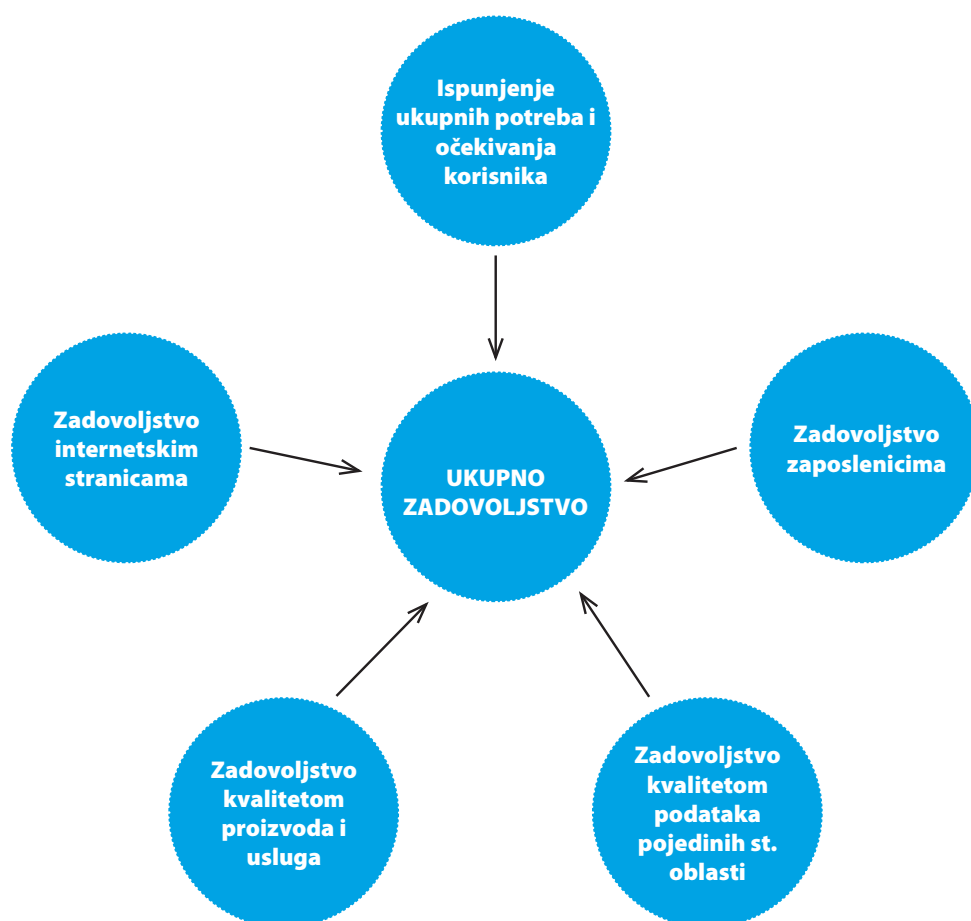 Ispunjenje
ukupnih potreba i
očekivanja
korisnika
Zadovoljstvo
internetskim
stranicama
UKUPNO
ZADOVOLJSTVO
Zadovoljstvo
zaposlenicima
Zadovoljstvo
kvalitetom
proizvoda i
usluga
Zadovoljstvo
kvalitetom
podataka
pojedinih st.
oblasti